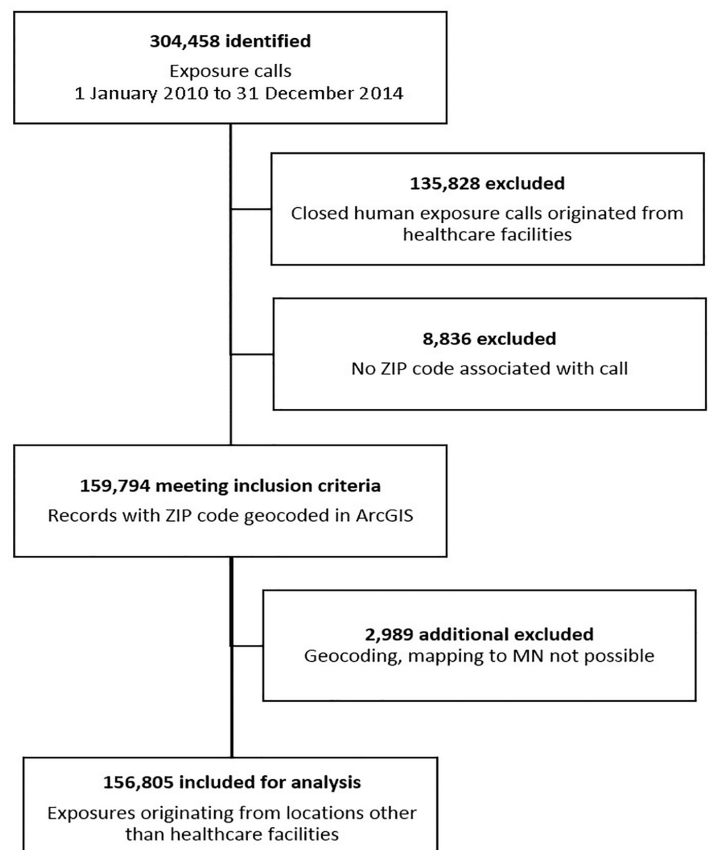 304,458 identified
Exposure calls
1 January 2010 to 31 December 2014
135,828 excluded
Closed human exposure calls originated from
healthcare facilities
8,836 excluded
No ZIP code associated with call
159,794 meeting inclusion criteria
Records with ZIP code geocoded in ArcGIS
2,989 additional excluded
Geocoding, mapping to MN not possible
156,805 included for analysis
Exposures originating from locations other
than healthcare facilities